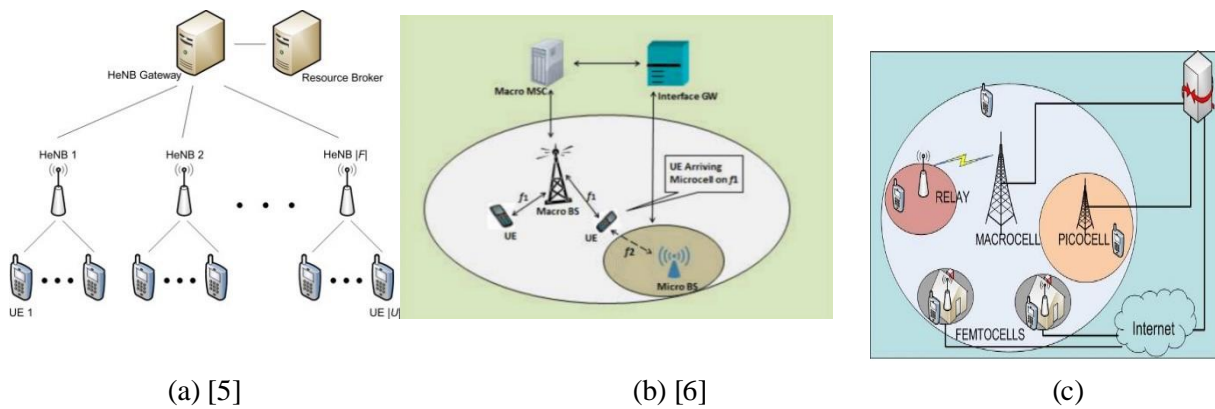 HeNB Gateway
Resource Broker
HeNB 1
HeNB 2
HeNB |F|
UE 1
UE |U|
Macro MSC
Interface GW
UE Arriving
Microcell on f1
f1
f1
Macro BS
UE
UE
f2
Micro BS
RELAY
MACROCELL
PICOCELL
FEMTOCELLS
Internet
(a) [5]
(b) [6]
(c)